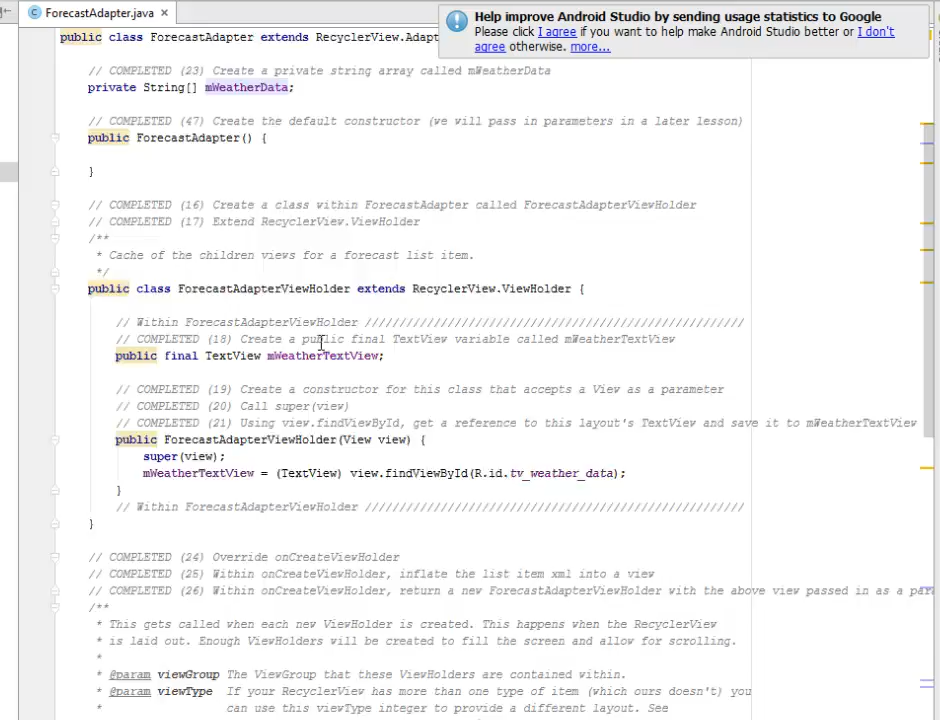 ForecastAdapter.java
Help improve Android Studio by sending usage statistics to Google
Please click I agree if you want to help make Android Studio better or I don't
agree otherwise. more...
public class ForecastAdapter extends RecyclerView.Adapt
// COMPLETED (23) Create a private string array called mWeatherData
private String[] mWeatherData;
// COMPLETED (47) Create the default constructor (we will pass in parameters in a later lesson)
public ForecastAdapter() {
}
// COMPLETED (16) Create a class within ForecastAdapter called ForecastAdapterViewHolder
// COMPLETED (17) Extend RecyclerView.ViewHolder
/**
* Cache of the children views for a forecast list item.
*/
public class ForecastAdapterViewHolder extends RecyclerView.ViewHolder {
// Within ForecastAdapterViewHolder ///////////////////////////////////////////////////////
// COMPLETED (18) Create a public final TextView variable called mWeatherTextView
public final TextView mWeatherTextView;
// COMPLETED (19) Create a constructor for this class that accepts a View as a parameter
// COMPLETED (20) Call super(view)
// COMPLETED (21) Using view.findViewById, get a reference to this layout's TextView and save it to mWeatherTextView
public ForecastAdapterViewHolder(View view) {
super(view);
mWeatherTextView = (TextView) view.findViewById(R.id.tv_weather_data);
}
// Within ForecastAdapterViewHolder ///////////////////////////////////////////////////////
}
// COMPLETED (24) Override onCreateViewHolder
// COMPLETED (25) Within onCreateViewHolder, inflate the list item xml into a view
// COMPLETED (26) Within onCreateViewHolder, return a new ForecastAdapterViewHolder with the above view passed in as a par
/**
* This gets called when each new ViewHolder is created. This happens when the RecyclerView
* is laid out. Enough ViewHolders will be created to fill the screen and allow for scrolling.
*
* @param viewGroup The ViewGroup that these ViewHolders are contained within.
* @param viewType If your RecyclerView has more than one type of item (which ours doesn't) you
* can use this viewType integer to provide a different layout. See